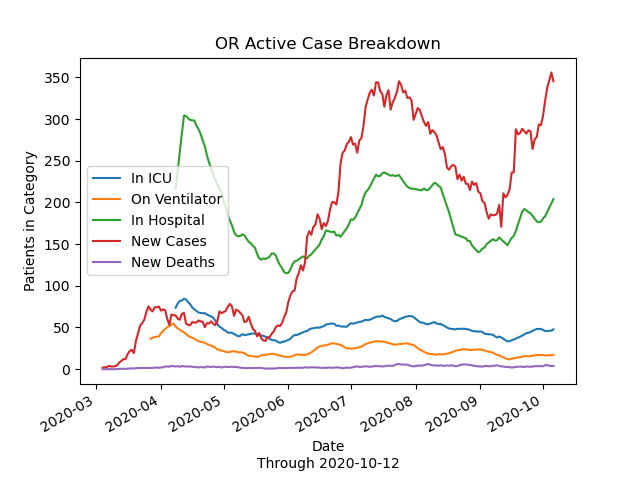 OR Active Case Breakdown
Patients in Category
350
300
250
200
150
100
50
0
In ICU
On Ventilator
In Hospital
New Cases
New Deaths
2020-03
2020-04
2020-05
2020-06
2020-07
2020-08
2020-09
2020-10
Date
Through 2020-10-12